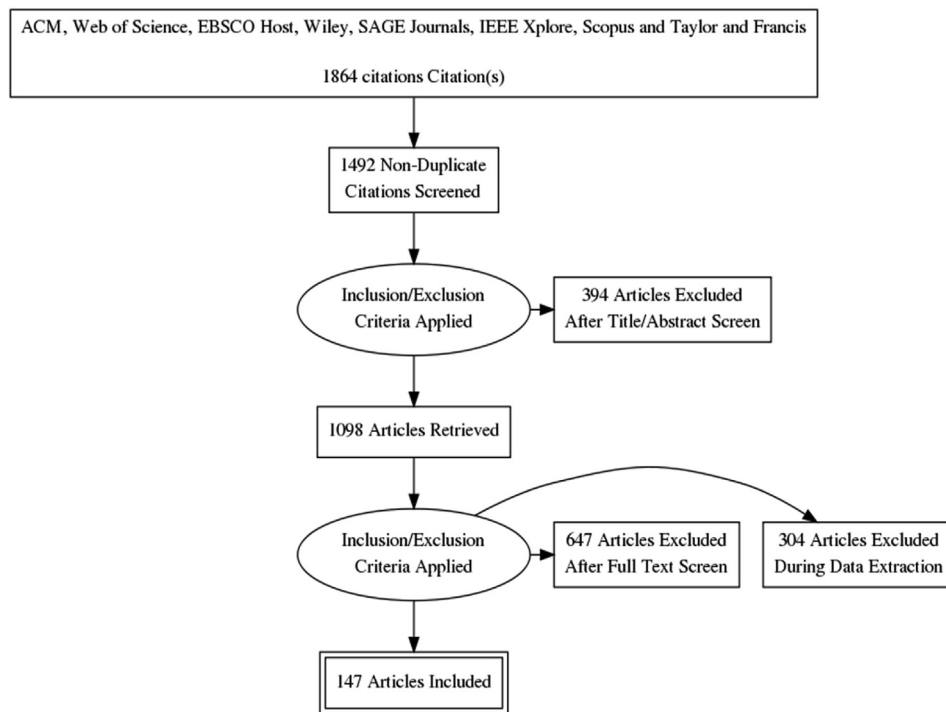 ACM, Web of Science, EBSCO Host, Wiley, SAGE Journals, IEEE Xplore, Scopus and Taylor and Francis
1864 citations Citation(s)
1492 Non-Duplicate
Citations Screened
Inclusion/Exclusion
Criteria Applied
394 Articles Excluded
After Title/Abstract Screen
1098 Articles Retrieved
Inclusion/Exclusion
Criteria Applied
647 Articles Excluded
After Full Text Screen
304 Articles Excluded
During Data Extraction
147 Articles Included